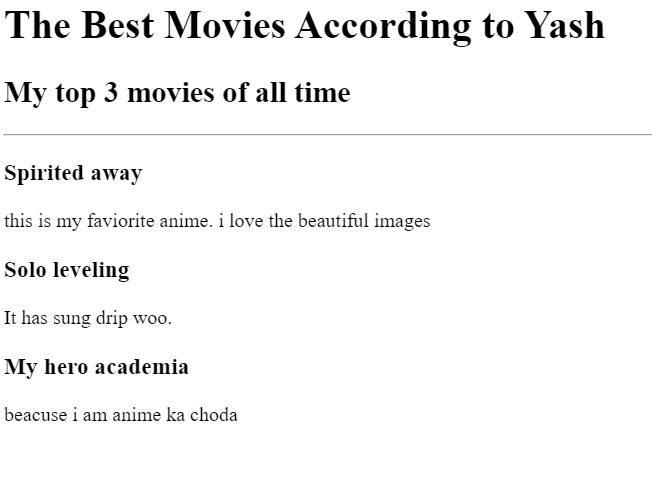 The Best Movies According to Yash
My top 3 movies of all time
Spirited away
this is my faviorite anime. i love the beautiful images
Solo leveling
It has sung drip woo.
My hero academia
beacuse i am anime ka choda